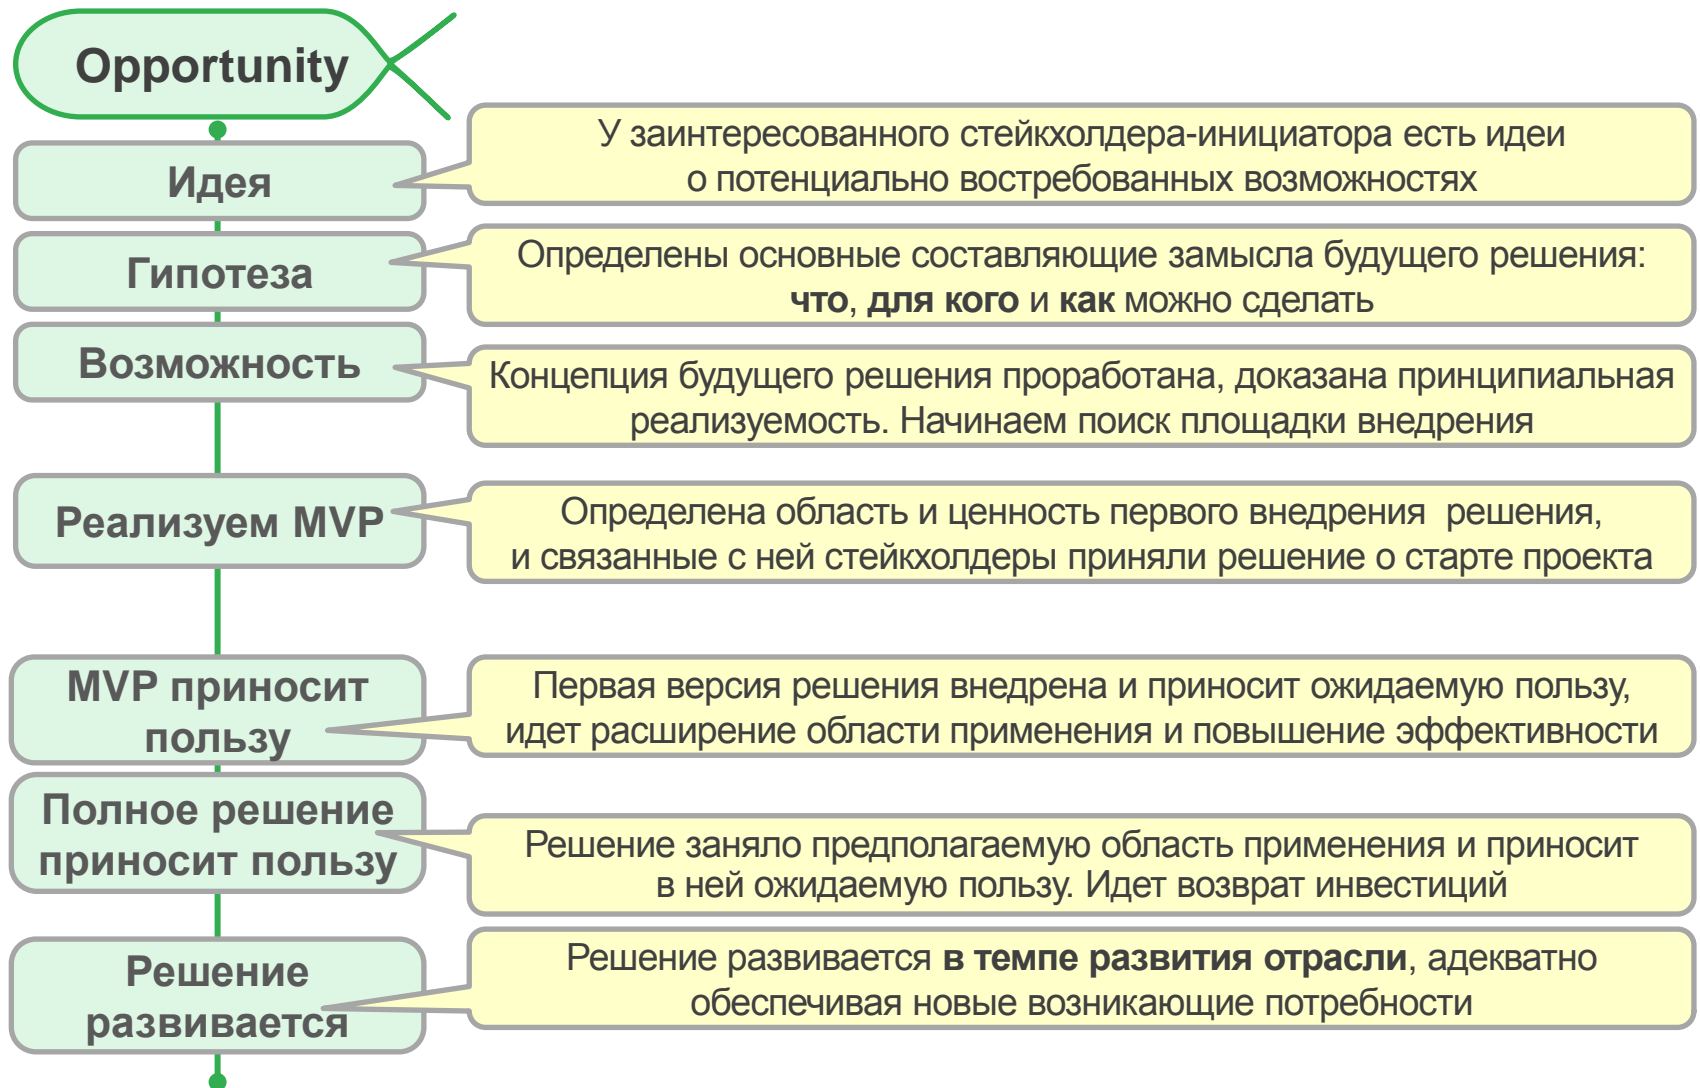 Opportunity
Идея
У заинтересованного стейкхолдера-инициатора есть идеи
о потенциально востребованных возможностях
Гипотеза
Определены основные составляющие замысла будущего решения:
что, для кого и как можно сделать
Возможность
Концепция будущего решения проработана, доказана принципиальная
реализуемость. Начинаем поиск площадки внедрения
Реализуем MVP
Определена область и ценность первого внедрения решения,
и связанные с ней стейкхолдеры приняли решение о старте проекта
MVP приносит
пользу
Первая версия решения внедрена и приносит ожидаемую пользу,
идет расширение области применения и повышение эффективности
Полное решение
приносит пользу
Решение заняло предполагаемую область применения и приносит
в ней ожидаемую пользу. Идет возврат инвестиций
Решение
развивается
Решение развивается в темпе развития отрасли, адекватно
обеспечивая новые возникающие потребности